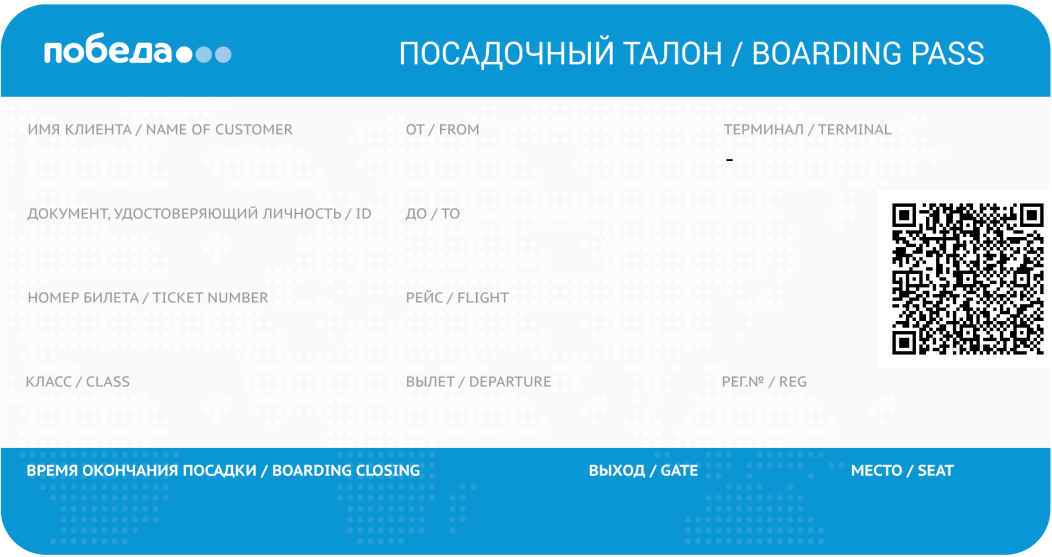 победа
ПОСАДОЧНЫЙ ТАЛОН / BOARDING PASS
ИМЯ КЛИЕНТА / NAME OF CUSTOMER
ОТ / FROM
ТЕРМИНАЛ / TERMINAL
-
ДОКУМЕНТ, УДОСТОВЕРЯЮЩИЙ ЛИЧНОСТЬ / ID
ДО / TO
НОМЕР БИЛЕТА / TICKET NUMBER
РЕЙС / FLIGHT
КЛАСС / CLASS
ВЫЛЕТ / DEPARTURE
РЕГ.№ / REG
ВРЕМЯ ОКОНЧАНИЯ ПОСАДКИ / BOARDING CLOSING
ВЫХОД / GATE
МЕСТО / SEAT